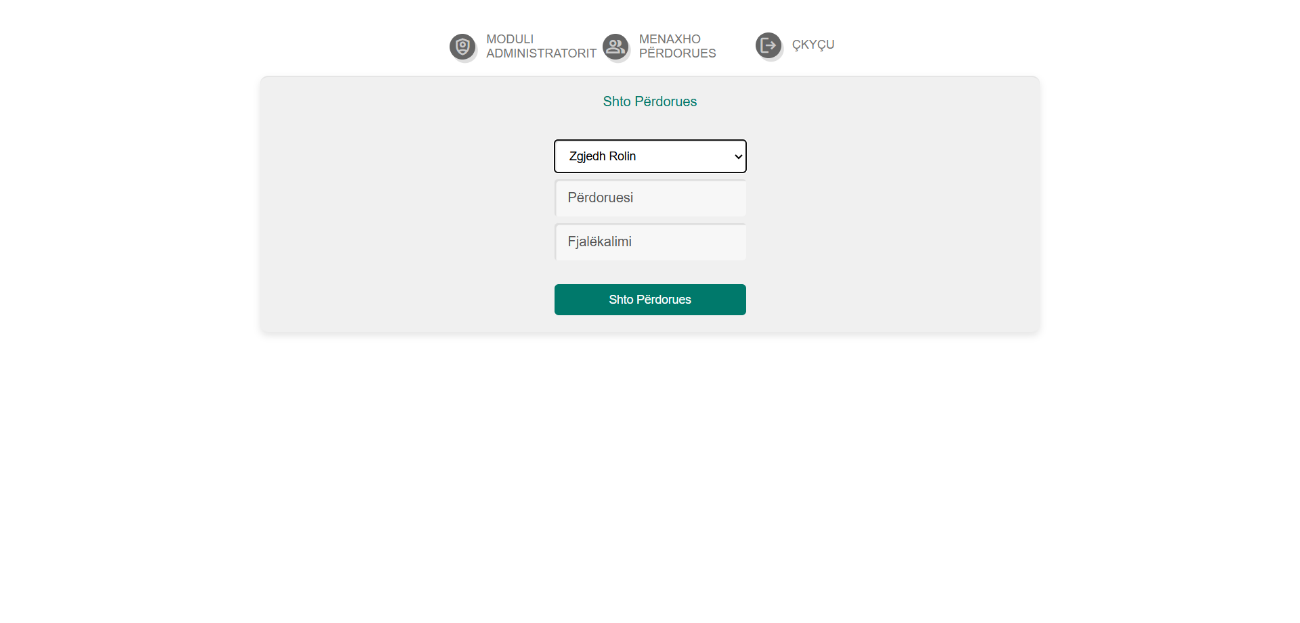 MODULI
ADMINISTRATORIT
MENAXHO
PËRDORUES
ÇKYÇU
Shto Përdorues
Zgjedh Rolin
Përdoruesi
Fjalëkalimi
Shto Përdorues